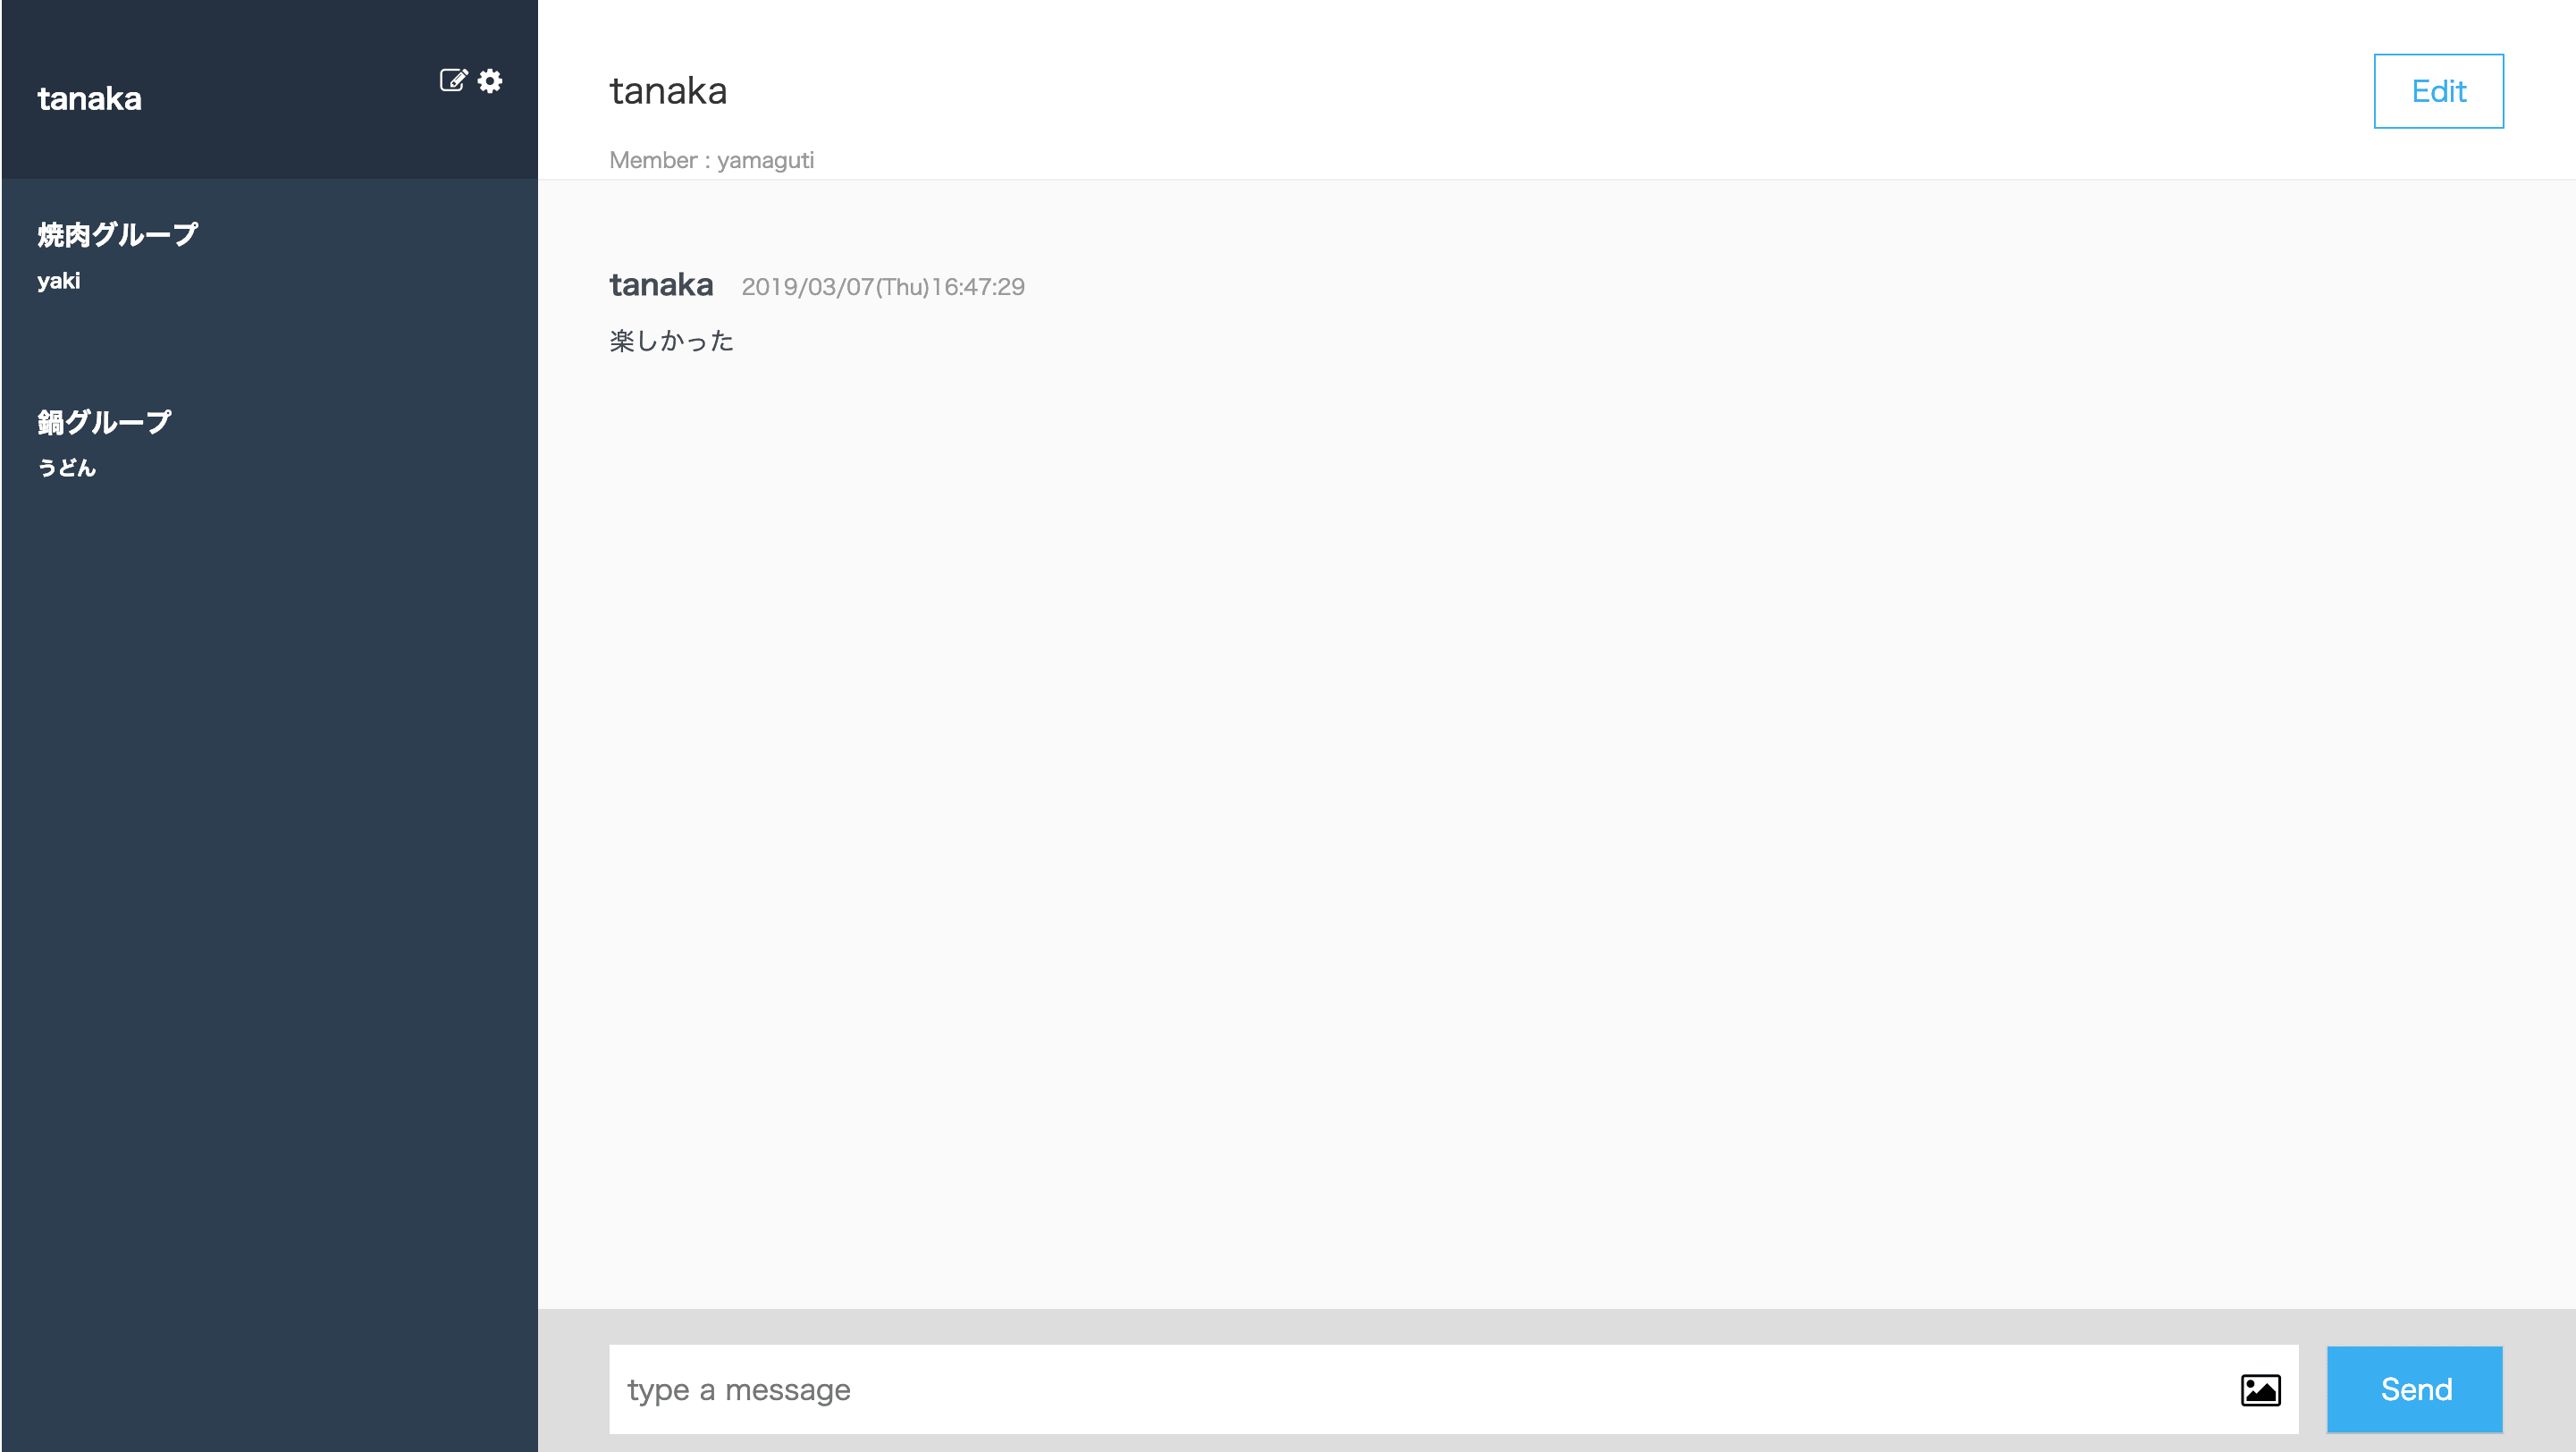 tanaka
焼肉グループ
yaki
鍋グループ
うどん
tanaka
Edit
Member : yamaguti
tanaka 2019/03/07(Thu)16:47:29
楽しかった
type a message
Send